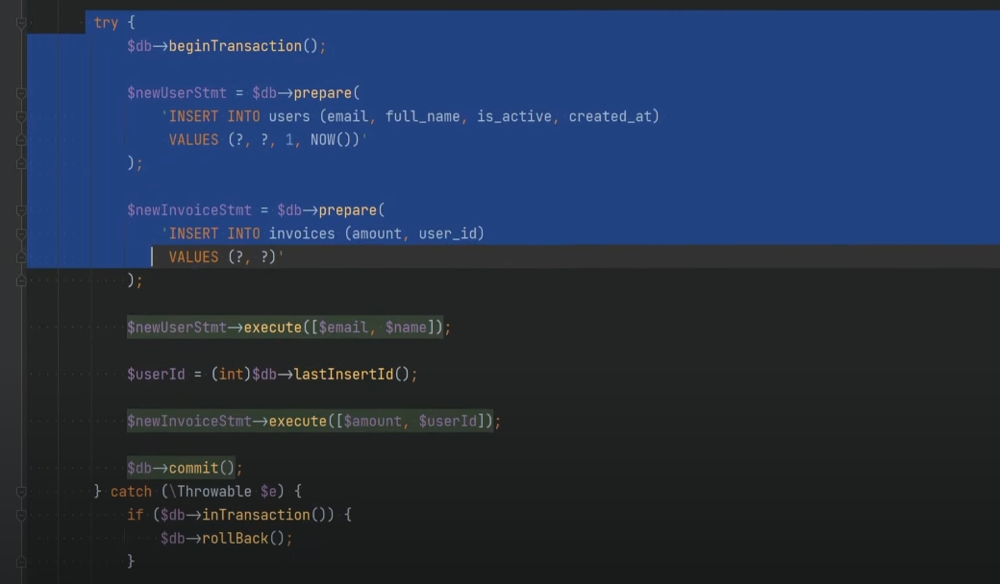 try {
$db->beginTransaction();
$newUserStmt = $db->prepare(
'INSERT INTO users (email, full_name, is_active, created_at)
VALUES (?, ?, 1, NOW())'
);
$newInvoiceStmt = $db->prepare(
'INSERT INTO invoices (amount, user_id)
VALUES (?, ?)'
);
$newUserStmt->execute([$email, $name]);
$userId = (int)$db->lastInsertId();
$newInvoiceStmt->execute([$amount, $userId]);
$db->commit();
} catch (\Throwable $e) {
if ($db->inTransaction()) {
$db->rollBack();
}